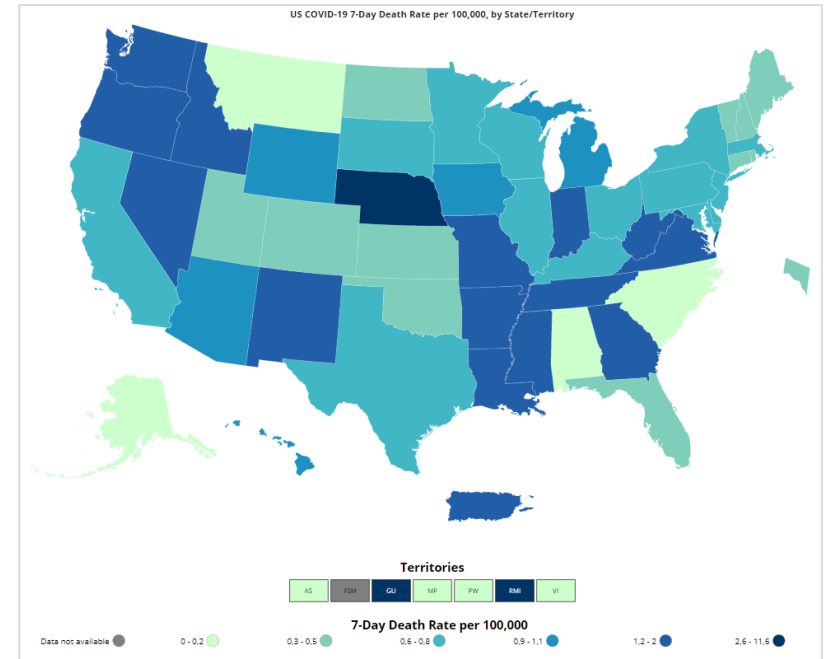 US COVID-19 7-Day Death Rate per 100,000, by State/Territory
Territories
AS FSM GU MP PW RMI VI
7-Day Death Rate per 100,000
Data not available 0 - 0.2 0.3 - 0.5 0.6 - 0.8 0.9 - 1.1 1.2 - 2 2.6 - 11.6